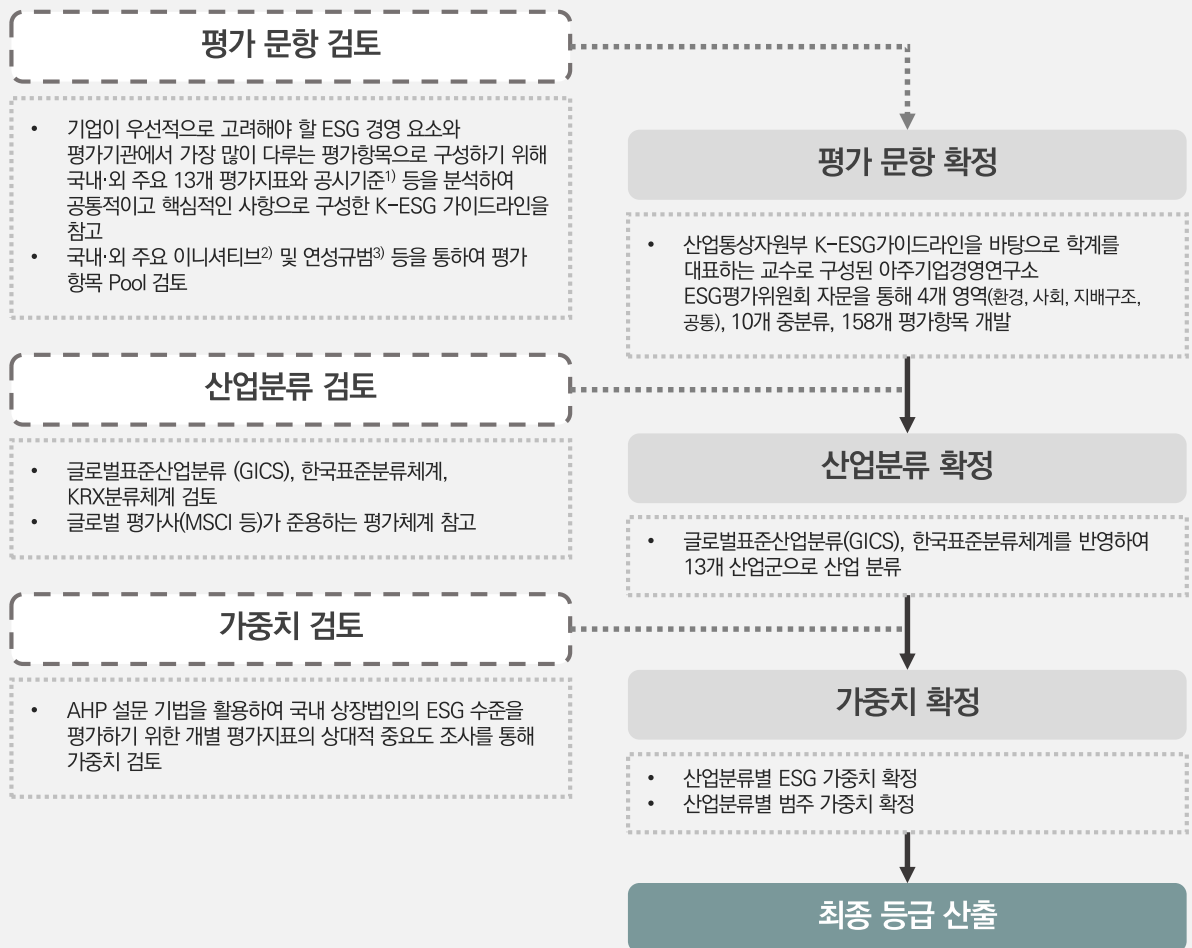 평가 문항 검토
• 기업이 우선적으로 고려해야 할 ESG 경영 요소와
평가기관에서 가장 많이 다루는 평가항목으로 구성하기 위해
국내·외 주요 13개 평가지표와 공시기준1) 등을 분석하여
공통적이고 핵심적인 사항으로 구성한 K-ESG 가이드라인을
참고
• 국내·외 주요 이니셔티브2) 및 연성규범3) 등을 통하여 평가
항목 Pool 검토
평가 문항 확정
• 산업통상자원부 K-ESG가이드라인을 바탕으로 학계를
대표하는 교수로 구성된 아주기업경영연구소
ESG평가위원회 자문을 통해 4개 영역(환경, 사회, 지배구조,
공통), 10개 중분류, 158개 평가항목 개발
산업분류 검토
• 글로벌표준산업분류 (GICS), 한국표준분류체계,
KRX분류체계 검토
• 글로벌 평가사(MSCI 등)가 준용하는 평가체계 참고
산업분류 확정
• 글로벌표준산업분류(GICS), 한국표준분류체계를 반영하여
13개 산업군으로 산업 분류
가중치 검토
• AHP 설문 기법을 활용하여 국내 상장법인의 ESG 수준을
평가하기 위한 개별 평가지표의 상대적 중요도 조사를 통해
가중치 검토
가중치 확정
• 산업분류별 ESG 가중치 확정
• 산업분류별 범주 가중치 확정
최종 등급 산출